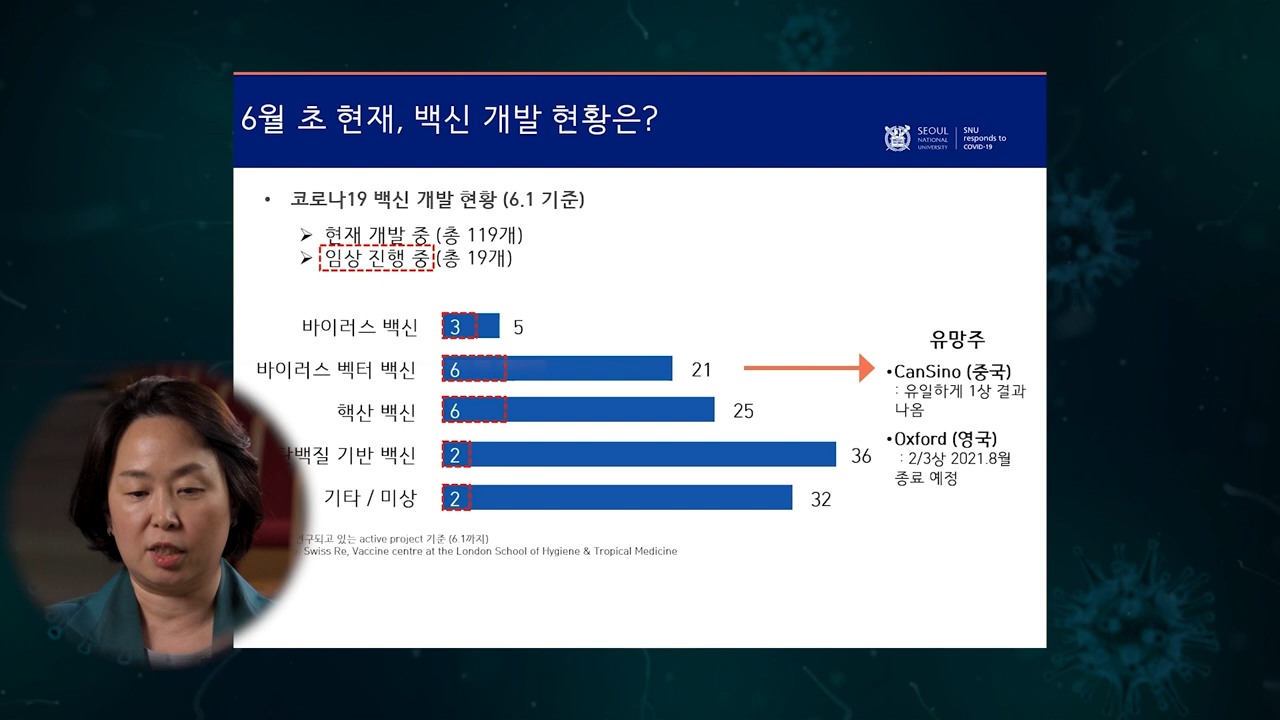 6월 초 현재, 백신 개발 현황은?
SEOUL
NATIONAL
UNIVERSITY
SNU
responds to
COVID-19
• 코로나19 백신 개발 현황 (6.1 기준)
➢ 현재 개발 중 (총 119개)
➢ 임상 진행 중 (총 19개)
바이러스 백신 3 5
바이러스 벡터 백신 6 21
핵산 백신 6 25
백질 기반 백신 2 36
기타 / 미상 2 32
유망주
•CanSino (중국)
: 유일하게 1상 결과
나옴
•Oxford (영국)
: 2/3상 2021.8월
종료 예정
구되고 있는 active project 기준 (6.1까지)
Swiss Re, Vaccine centre at the London School of Hygiene & Tropical Medicine